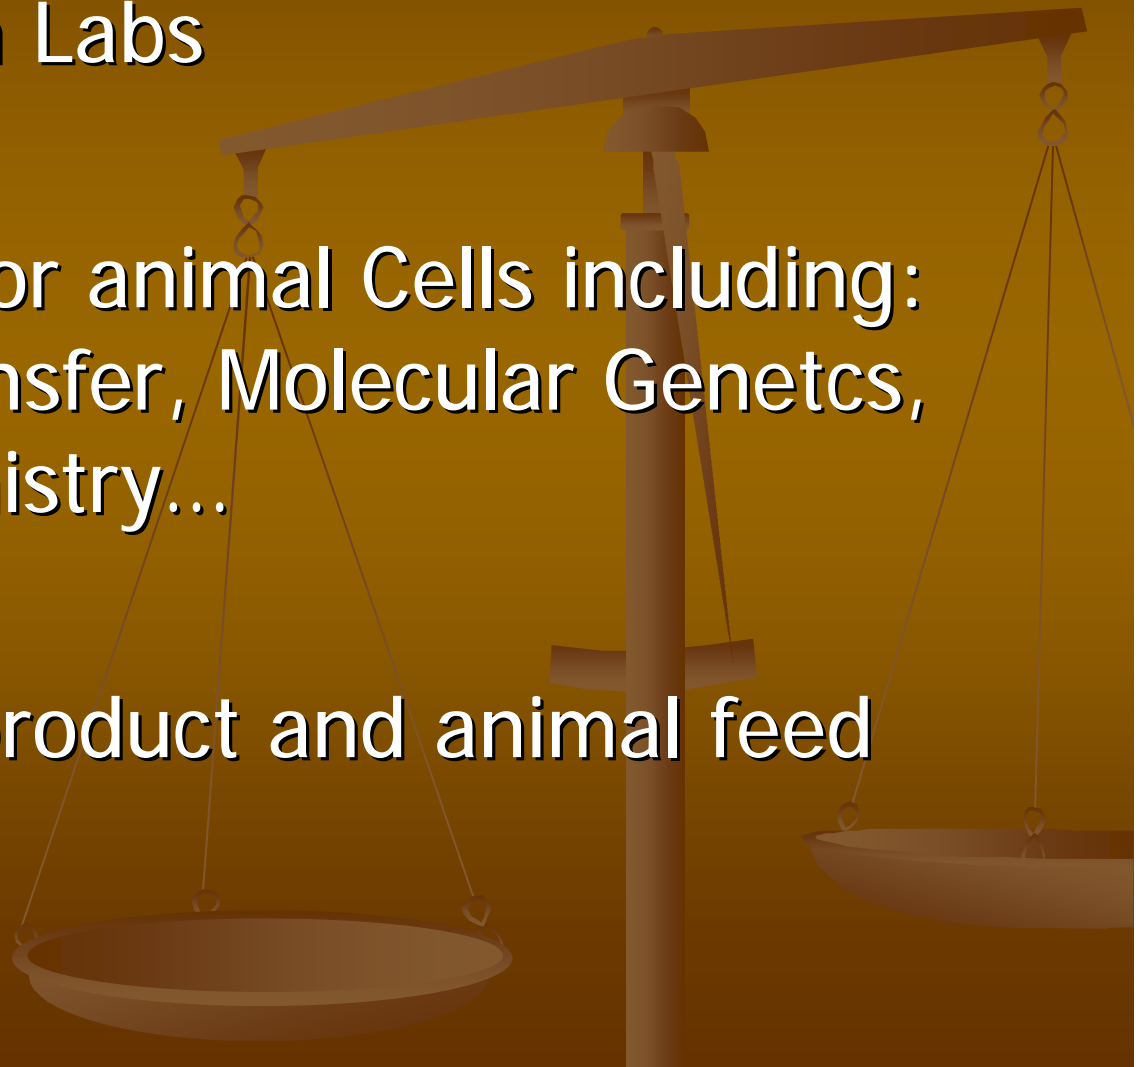 Labs
or animal Cells including:
nsfer, Molecular Genetcs,
istry...
roduct and animal feed